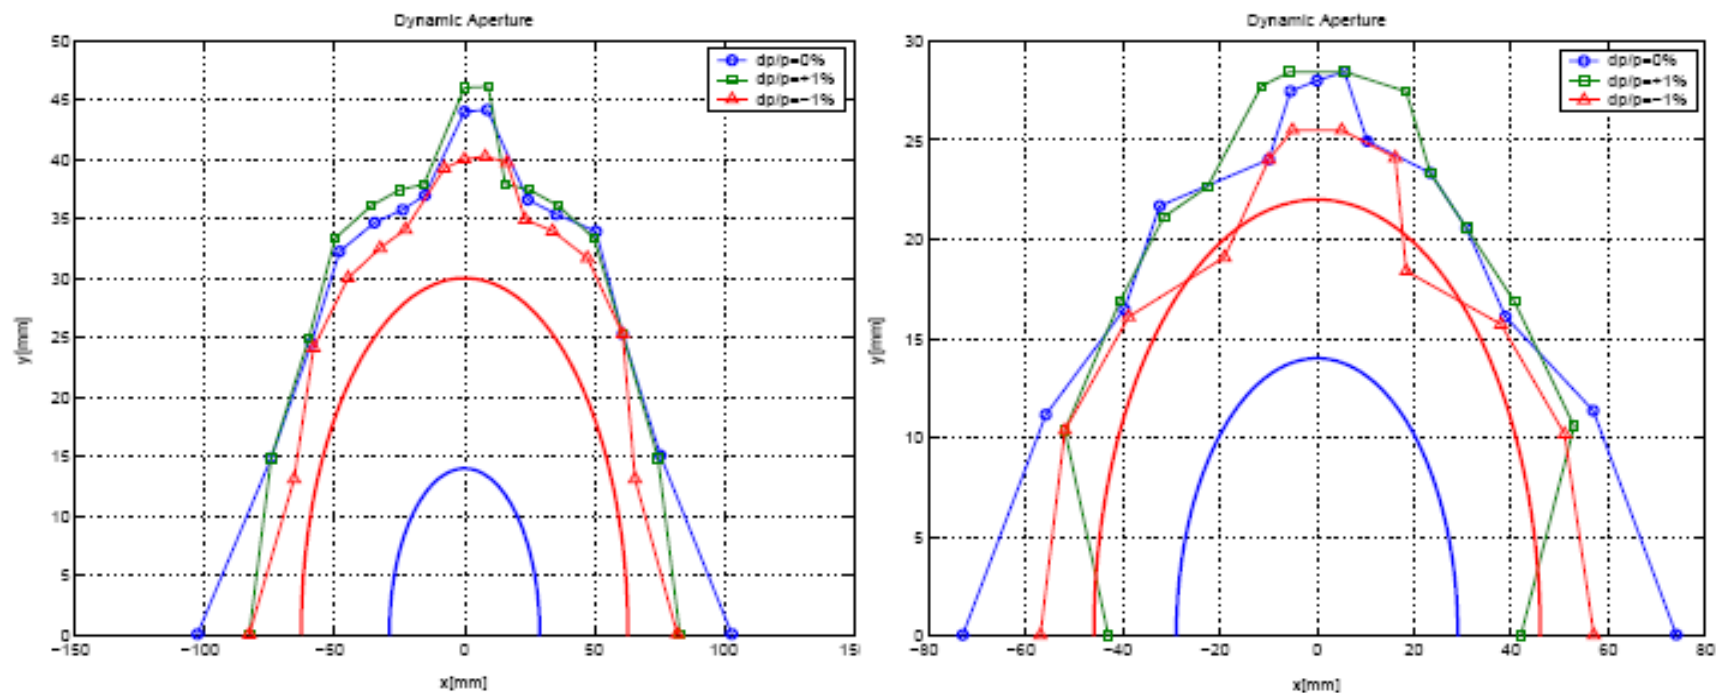 Dynamic Aperture
50
45
40
35
30
25
20
15
10
5
0
y[mm]
dp/p=0%
dp/p=+1%
dp/p=−1%
−150
−100
−50
0
50
100
15
x[mm]
Dynamic Aperture
30
25
20
15
10
5
0
y[mm]
dp/p=0%
dp/p=+1%
dp/p=−1%
−80
−60
−40
−20
0
20
40
60
80
x[mm]